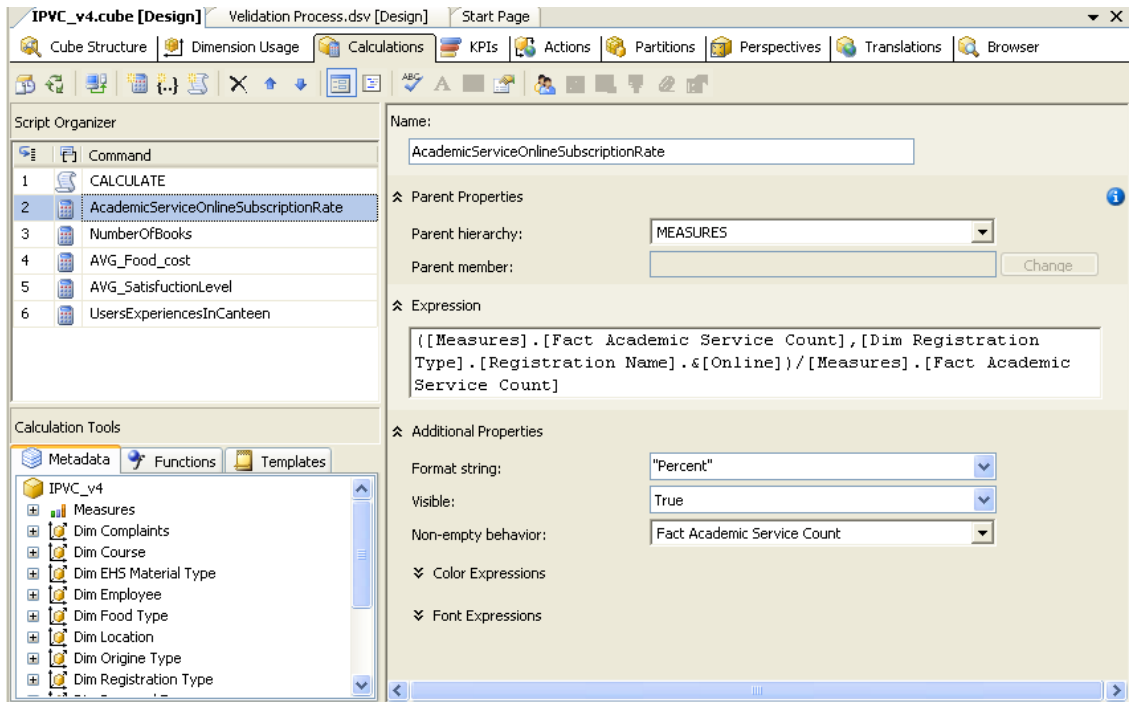 IPVC_v4.cube [Design] Velidation Process.dsv [Design] Start Page
Cube Structure Dimension Usage Calculations KPIs Actions Partitions Perspectives Translations Browser
ABC A
Script Organizer
Command
1 CALCULATE
2 AcademicServiceOnlineSubscriptionRate
3 NumberOfBooks
4 AVG_Food_cost
5 AVG_SatisfuctionLevel
6 UsersExperiencesInCanteen
Calculation Tools
Metadata Functions Templates
IPVC_v4
Measures
Dim Complaints
Dim Course
Dim EHS Material Type
Dim Employee
Dim Food Type
Dim Location
Dim Origine Type
Dim Registration Type
Name:
AcademicServiceOnlineSubscriptionRate
Parent Properties
Parent hierarchy: MEASURES
Parent member: Change
Expression
([Measures].[Fact Academic Service Count],[Dim Registration
Type].[Registration Name].&[Online])/[Measures].[Fact Academic
Service Count]
Additional Properties
Format string: "Percent"
Visible: True
Non-empty behavior: Fact Academic Service Count
Color Expressions
Font Expressions